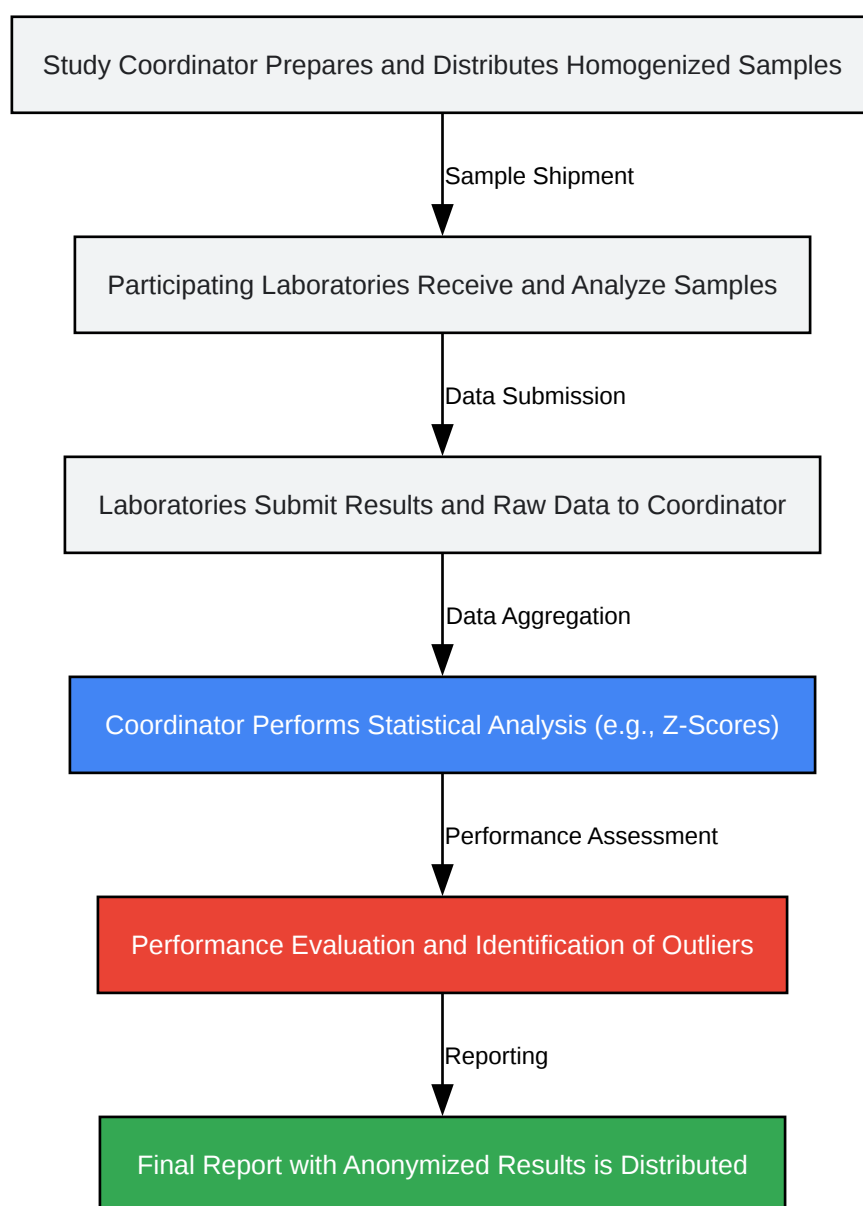 Study Coordinator Prepares and Distributes Homogenized Samples
Sample Shipment
Participating Laboratories Receive and Analyze Samples
Data Submission
Laboratories Submit Results and Raw Data to Coordinator
Data Aggregation
Coordinator Performs Statistical Analysis (e.g., Z-Scores)
Performance Assessment
Performance Evaluation and Identification of Outliers
Reporting
Final Report with Anonymized Results is Distributed